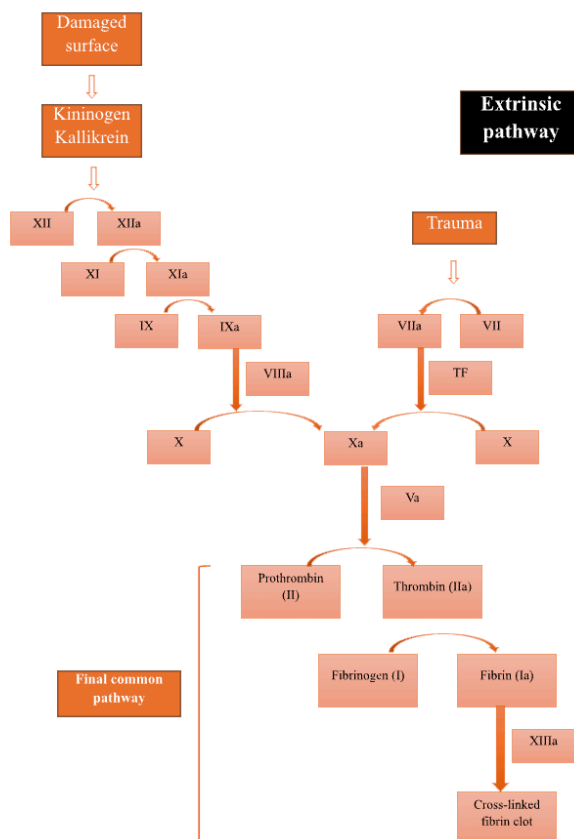 Damaged
surface
Kininogen
Kallikrein
Extrinsic
pathway
XII
XIIa
Trauma
XI
XIa
IX
IXa
VIIa
VII
VIIIa
TF
X
Xa
X
Va
Prothrombin
(II)
Thrombin (IIa)
Final common
pathway
Fibrinogen (I)
Fibrin (Ia)
XIIIa
Cross-linked
fibrin clot